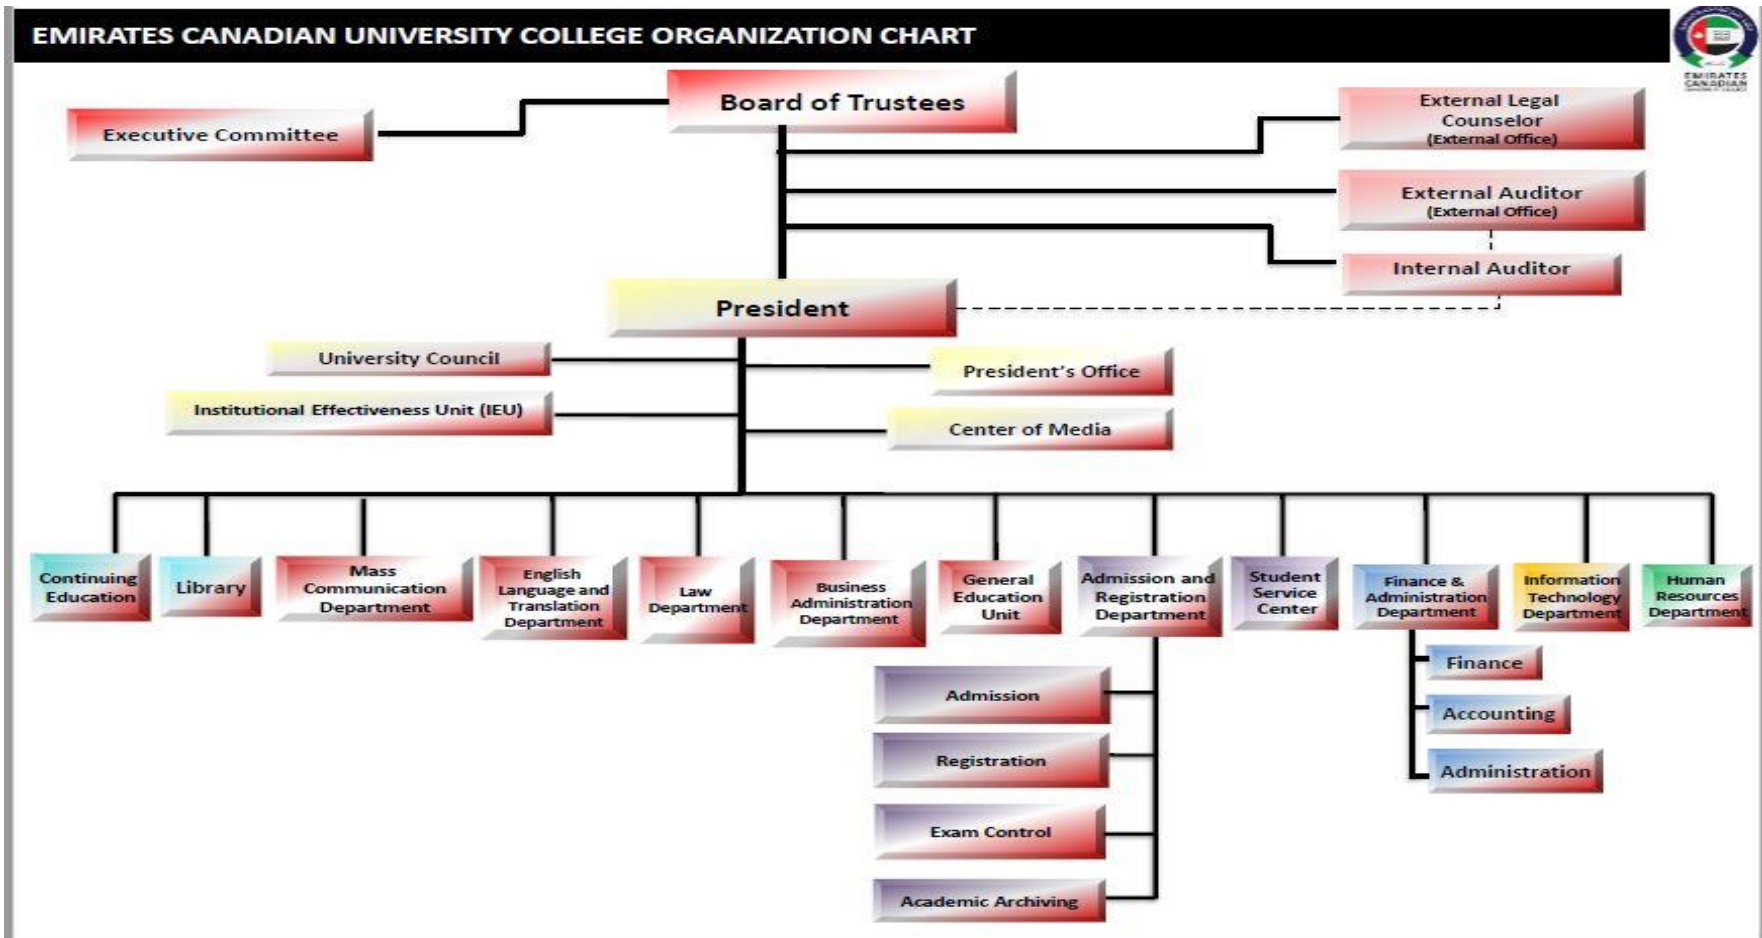 EMIRATES CANADIAN UNIVERSITY COLLEGE ORGANIZATION CHART
EMIRATES
CANADIAN
Board of Trustees
Executive Committee
External Legal
Counselor
(External Office)
External Auditor
(External Office)
Internal Auditor
President
University Council
President's Office
Institutional Effectiveness Unit (IEU)
Center of Media
Continuing
Education
Library
Mass
Communication
Department
English
Language and
Translation
Department
Law
Department
Business
Administration
Department
General
Education
Unit
Admission and
Registration
Department
Student
Service
Center
Finance &
Administration
Department
Information
Technology
Department
Human
Resources
Department
Admission
Registration
Exam Control
Academic Archiving
Finance
Accounting
Administration